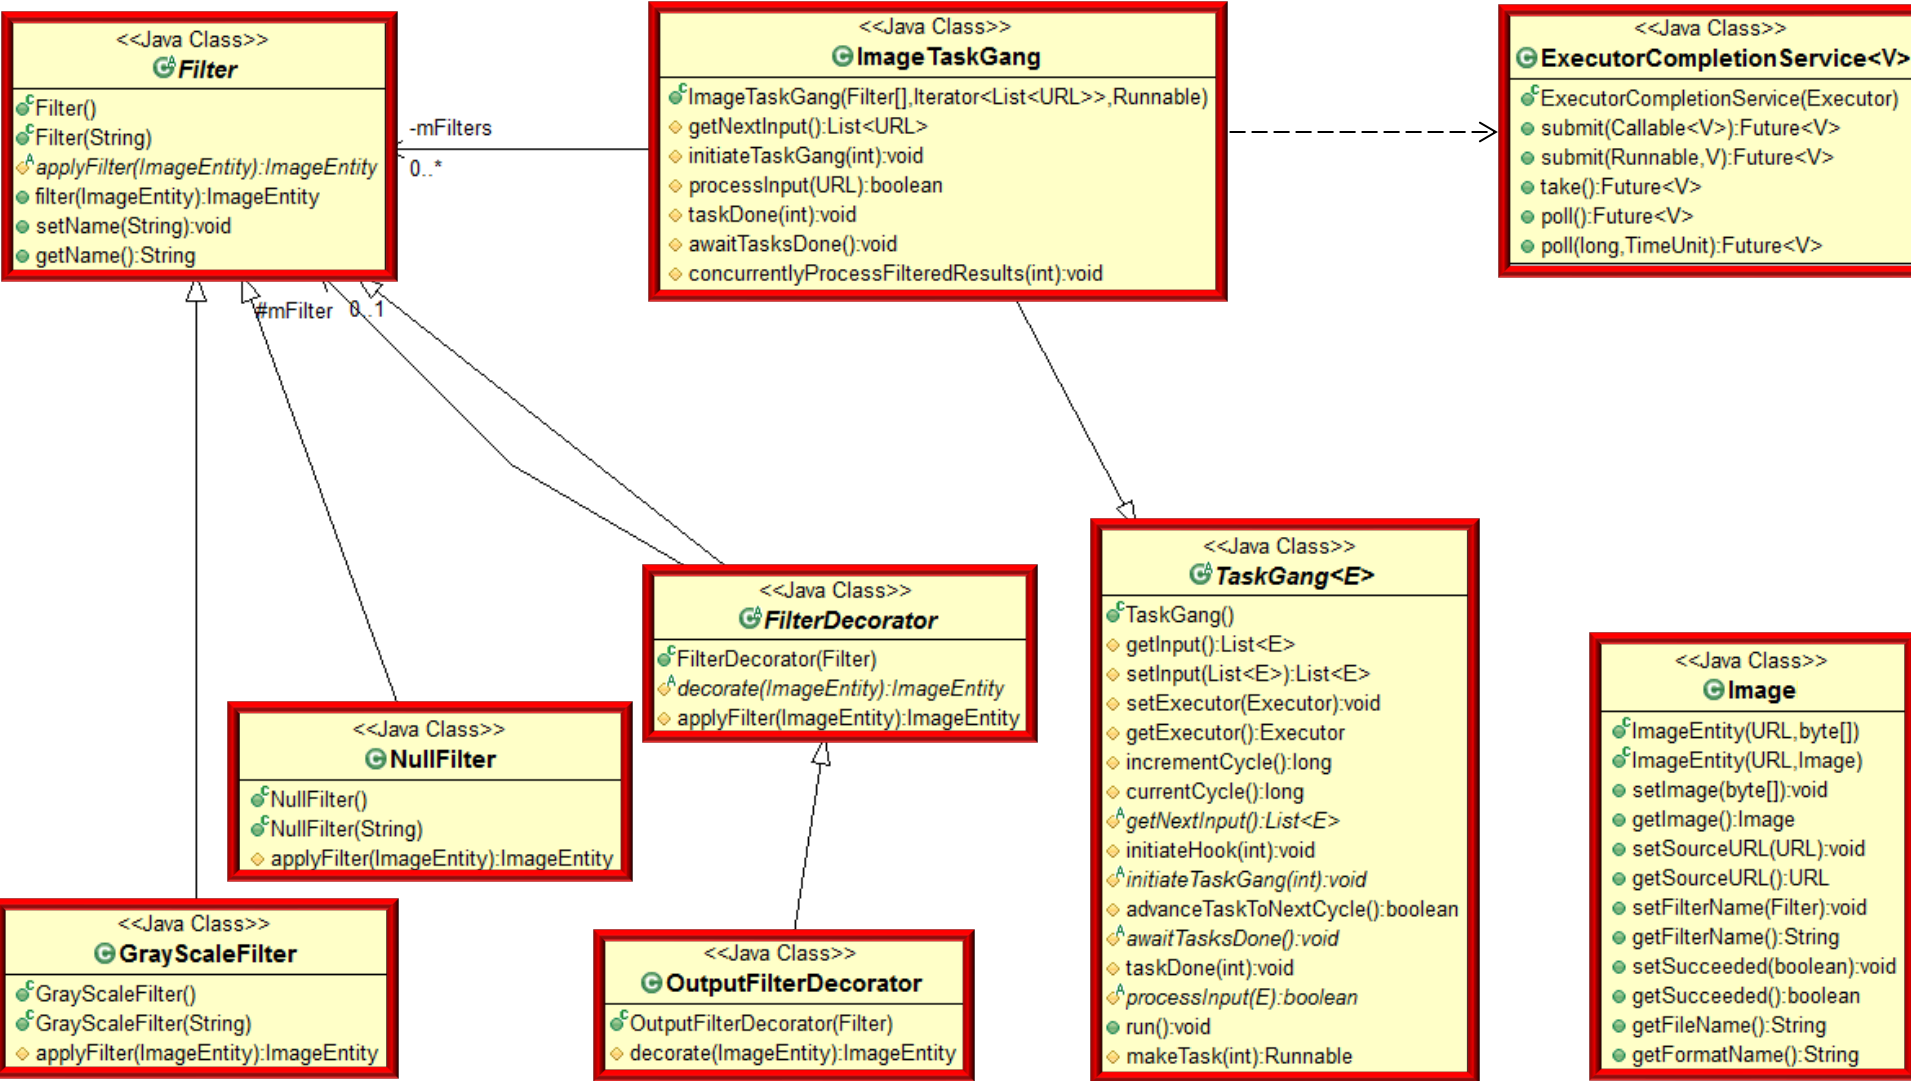 <<Java Class>>
Filter
Filter()
Filter(String)
applyFilter(ImageEntity):ImageEntity
filter(ImageEntity):ImageEntity
setName(String):void
getName():String
-mFilters
0..*
<<Java Class>>
ImageTaskGang
ImageTaskGang(Filter[],Iterator<List<URL>>,Runnable)
getNextInput():List<URL>
initiateTaskGang(int):void
processInput(URL):boolean
taskDone(int):void
awaitTasksDone():void
concurrentlyProcessFilteredResults(int):void
<<Java Class>>
ExecutorCompletionService<V>
ExecutorCompletionService(Executor)
submit(Callable<V>):Future<V>
submit(Runnable,V):Future<V>
take():Future<V>
poll():Future<V>
poll(long,TimeUnit):Future<V>
#mFilter 0..1
<<Java Class>>
FilterDecorator
FilterDecorator(Filter)
decorate(ImageEntity):ImageEntity
applyFilter(ImageEntity):ImageEntity
<<Java Class>>
TaskGang<E>
TaskGang()
getInput():List<E>
setInput(List<E>):List<E>
setExecutor(Executor):void
getExecutor():Executor
incrementCycle():long
currentCycle():long
getNextInput():List<E>
initiateHook(int):void
initiateTaskGang(int):void
advanceTaskToNextCycle():boolean
awaitTasksDone():void
taskDone(int):void
processInput(E):boolean
run():void
makeTask(int):Runnable
<<Java Class>>
Image
ImageEntity(URL,byte[])
ImageEntity(URL,Image)
setImage(byte[]):void
getImage():Image
setSourceURL(URL):void
getSourceURL():URL
setFilterName(Filter):void
getFilterName():String
setSucceeded(boolean):void
getSucceeded():boolean
getFileName():String
getFormatName():String
<<Java Class>>
NullFilter
NullFilter()
NullFilter(String)
applyFilter(ImageEntity):ImageEntity
<<Java Class>>
GrayScaleFilter
GrayScaleFilter()
GrayScaleFilter(String)
applyFilter(ImageEntity):ImageEntity
<<Java Class>>
OutputFilterDecorator
OutputFilterDecorator(Filter)
decorate(ImageEntity):ImageEntity